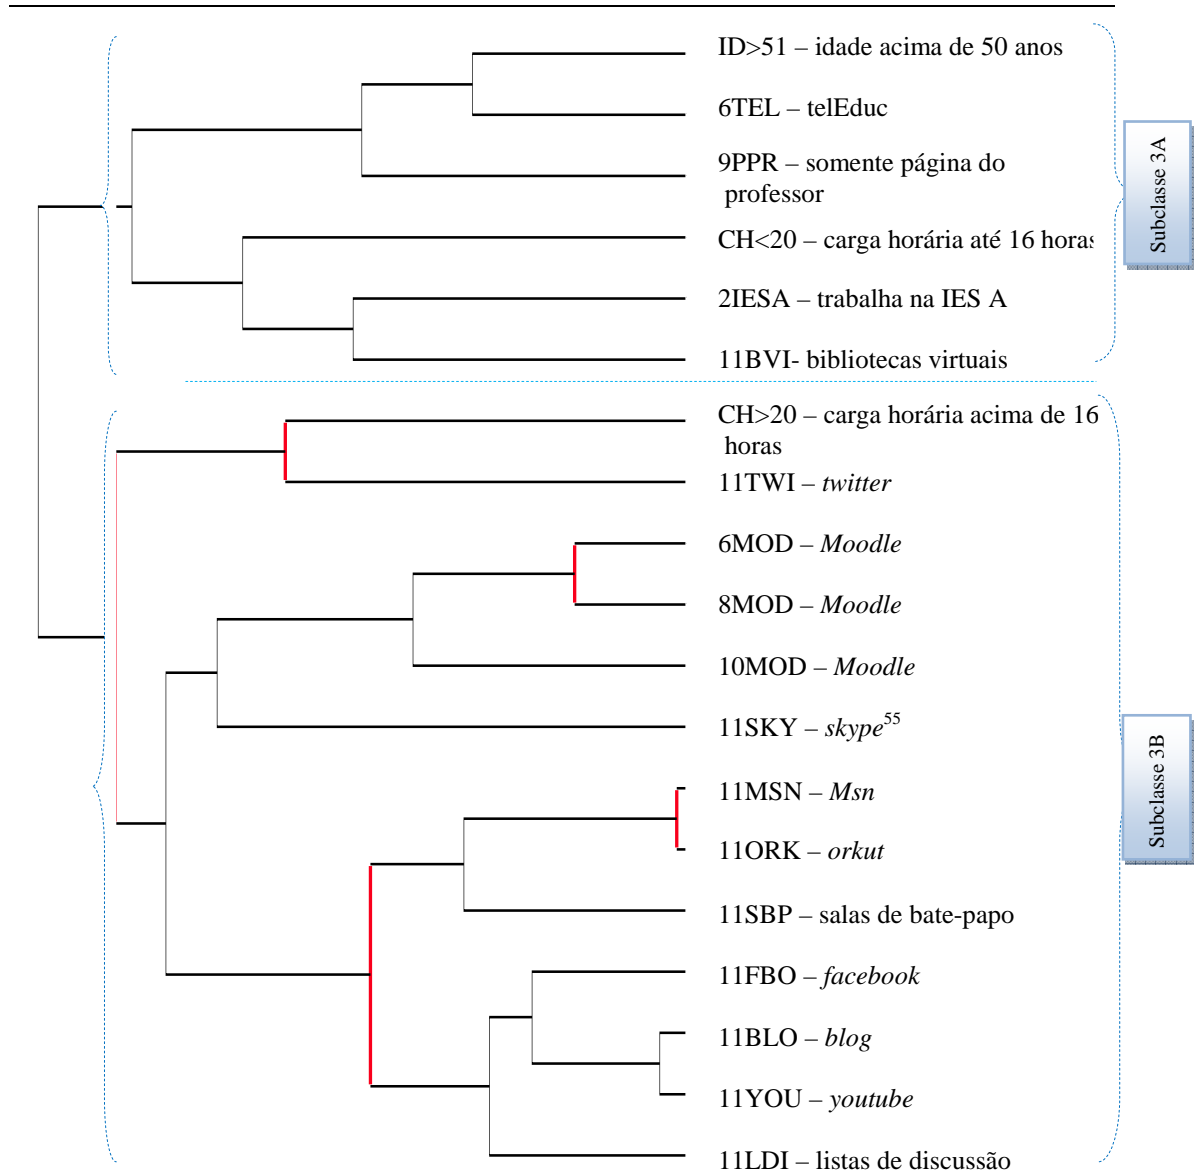 ID>51 – idade acima de 50 anos
6TEL – telEduc
9PPR – somente página do
professor
CH<20 – carga horária até 16 horas
2IESA – trabalha na IES A
11BVI- bibliotecas virtuais
Subclasse 3A
CH>20 – carga horária acima de 16
horas
11TWI – twitter
6MOD – Moodle
8MOD – Moodle
10MOD – Moodle
11SKY – skype55
11MSN – Msn
11ORK – orkut
11SBP – salas de bate-papo
11FBO – facebook
11BLO – blog
11YOU – youtube
11LDI – listas de discussão
Subclasse 3B